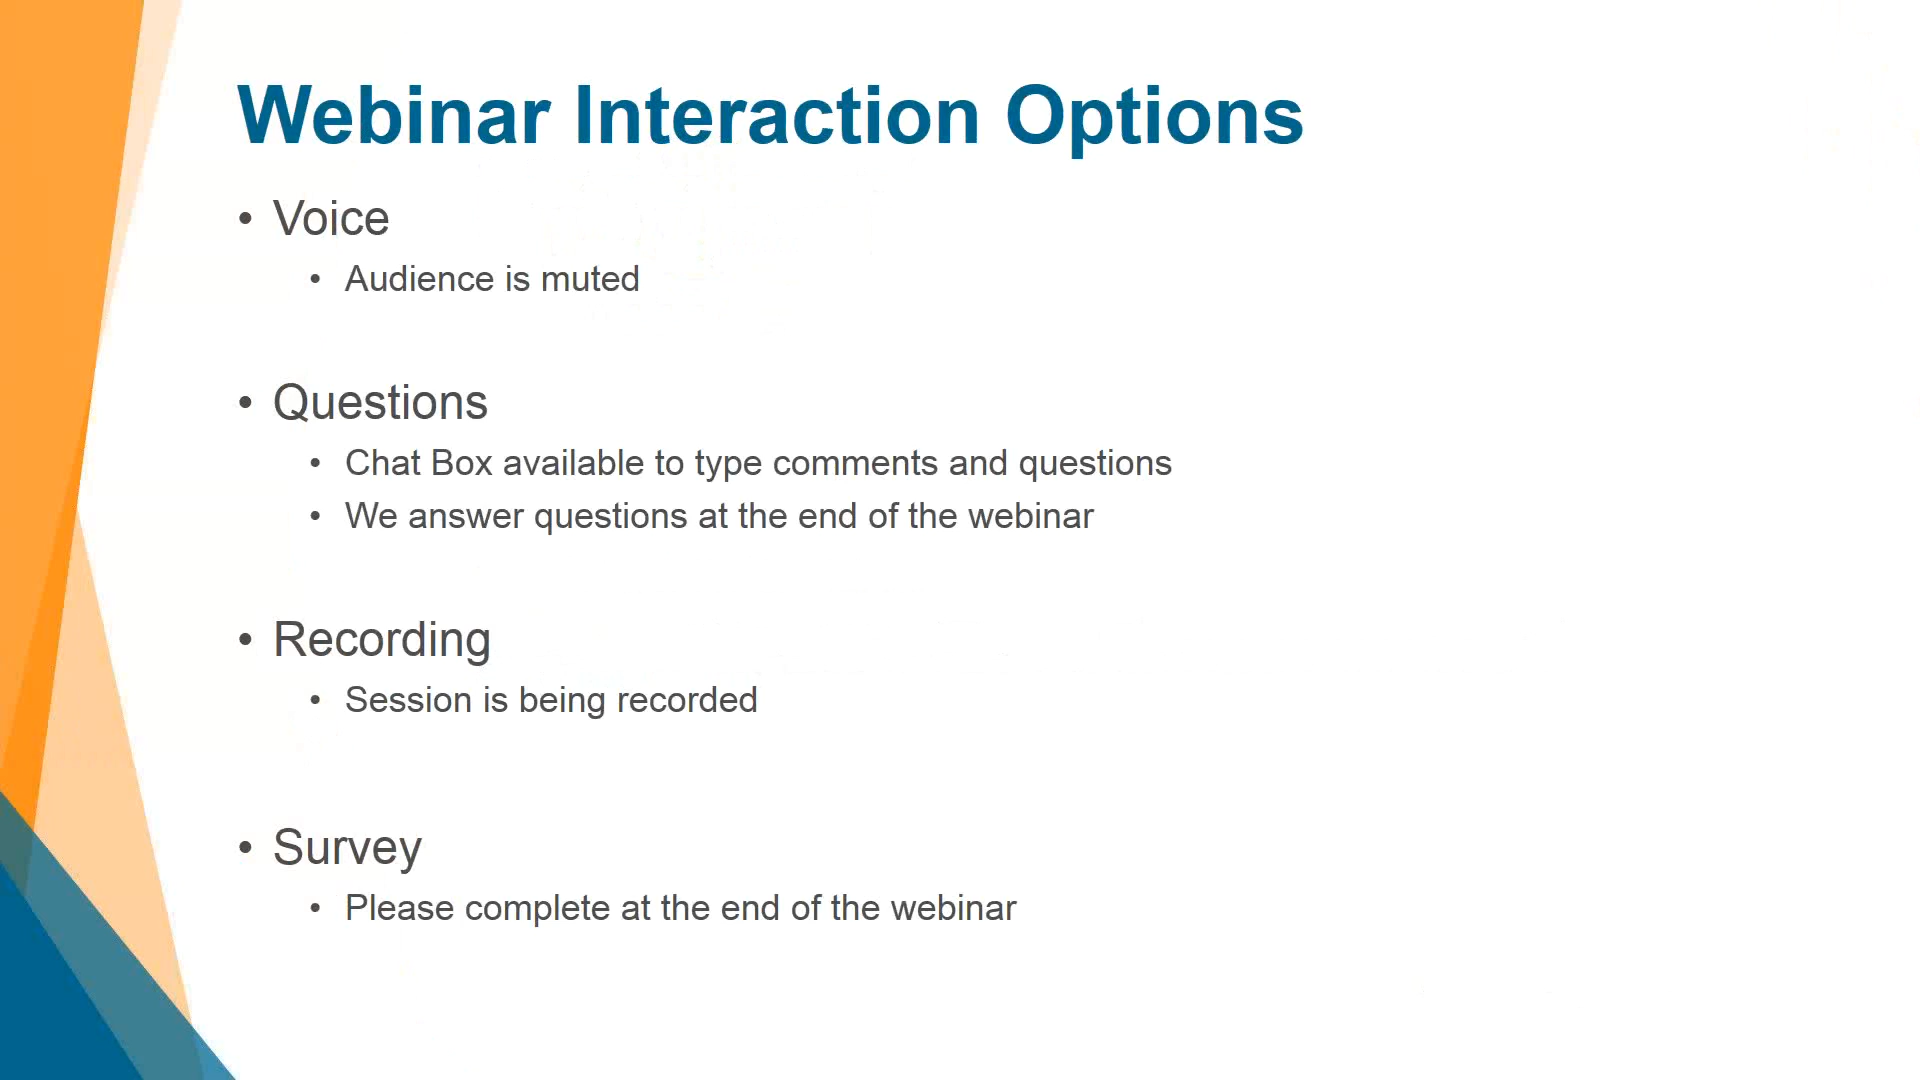 Webinar Interaction Options
• Voice
• Audience is muted
• Questions
• Chat Box available to type comments and questions
• We answer questions at the end of the webinar
• Recording
• Session is being recorded
• Survey
• Please complete at the end of the webinar